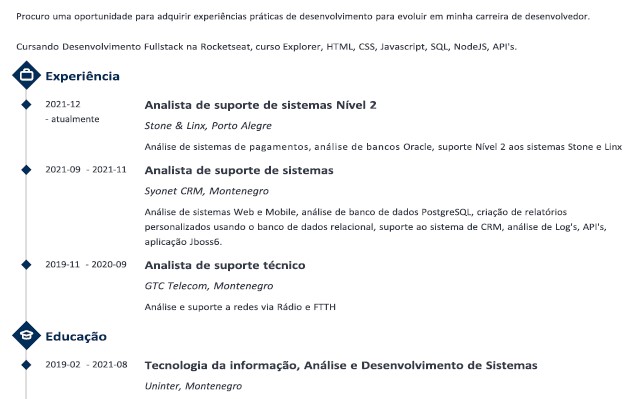 Procuro uma oportunidade para adquirir experiências práticas de desenvolvimento para evoluir em minha carreira de desenvolvedor.
Cursando Desenvolvimento Fullstack na Rocketseat, curso Explorer, HTML, CSS, Javascript, SQL, NodeJS, API's.
Experiência
2021-12 - atualmente
Analista de suporte de sistemas Nível 2
Stone & Linx, Porto Alegre
Análise de sistemas de pagamentos, análise de bancos Oracle, suporte Nível 2 aos sistemas Stone e Linx
2021-09 - 2021-11
Analista de suporte de sistemas
Syonet CRM, Montenegro
Análise de sistemas Web e Mobile, análise de banco de dados PostgreSQL, criação de relatórios
personalizados usando o banco de dados relacional, suporte ao sistema de CRM, análise de Log's, API's,
aplicação Jboss6.
2019-11 - 2020-09
Analista de suporte técnico
GTC Telecom, Montenegro
Análise e suporte a redes via Rádio e FTTH
Educação
2019-02 - 2021-08
Tecnologia da informação, Análise e Desenvolvimento de Sistemas
Uninter, Montenegro